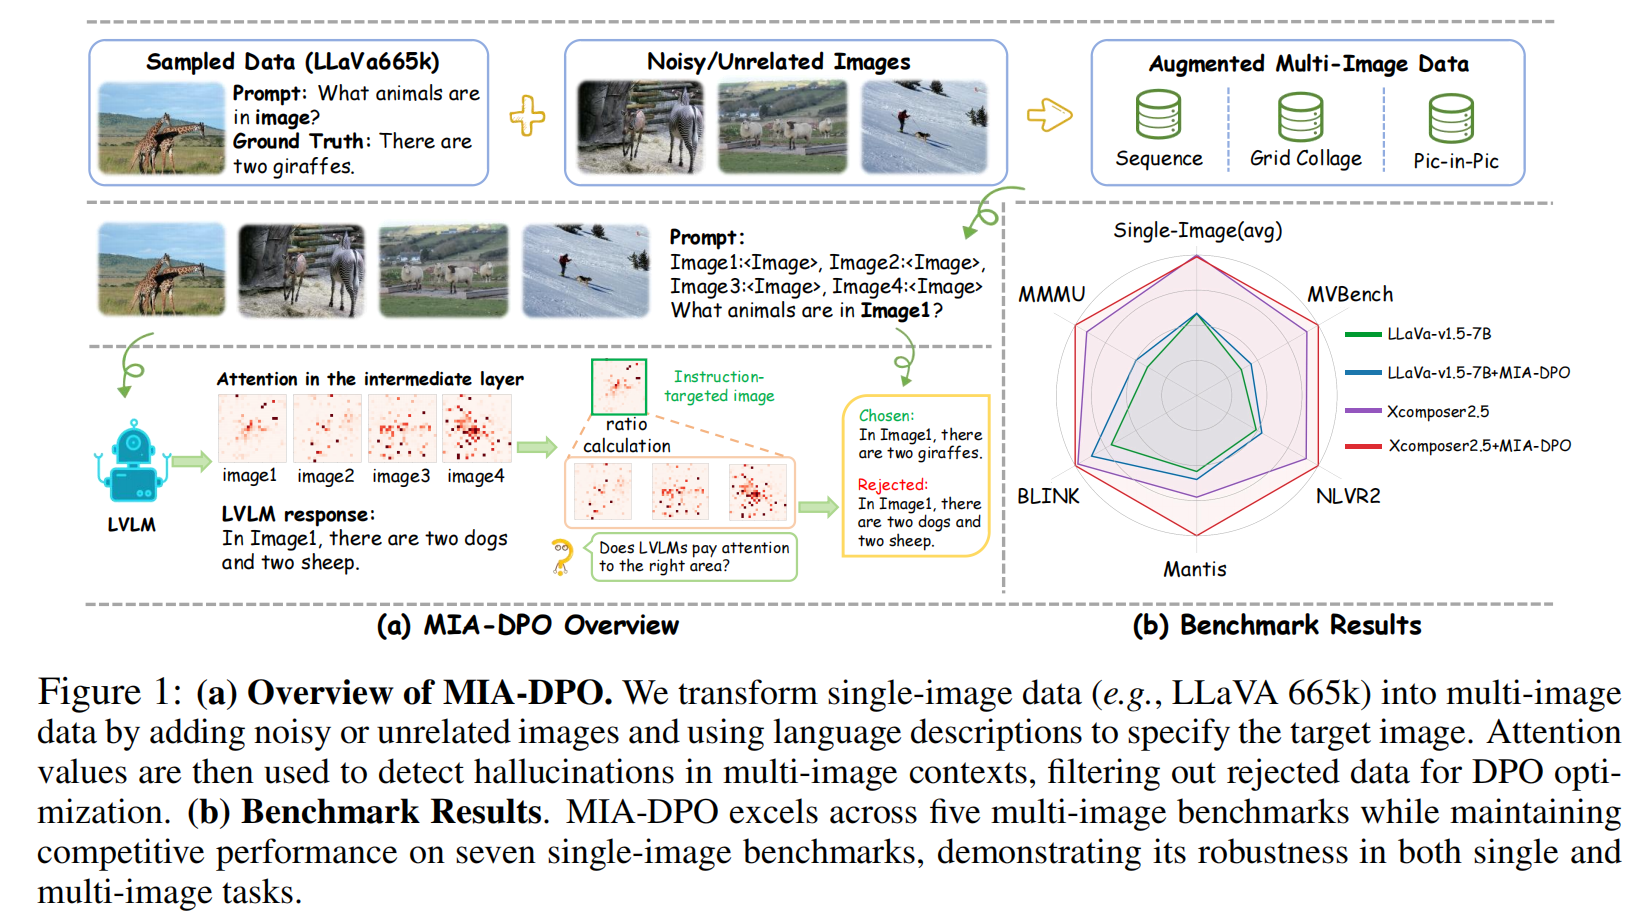 Sampled Data (LLaVa665k)
Prompt: What animals are
in image?
Ground Truth: There are
two giraffes.
Noisy/Unrelated Images
Augmented Multi-Image Data
Sequence
Grid Collage
Pic-in-Pic
Prompt:
Image1:<Image>, Image2:<Image>,
Image3:<Image>, Image4:<Image>
What animals are in Image1?
Attention in the intermediate layer
image1
image2
image3
image4
LVLM
LVLM response:
In Image1, there are two dogs
and two sheep.
Instruction-
targeted image
ratio
calculation
Does LVLMs pay attention
to the right area?
Chosen:
In Image1, there
are two giraffes.
Rejected:
In Image1, there
are two dogs and
two sheep.
(a) MIA-DPO Overview
Single-Image(avg)
MMMU
MVBench
BLINK
NLVR2
Mantis
LLaVa-v1.5-7B
LLaVa-v1.5-7B+MIA-DPO
Xcomposer2.5
Xcomposer2.5+MIA-DPO
(b) Benchmark Results
Figure 1: (a) Overview of MIA-DPO. We transform single-image data (e.g., LLaVA 665k) into multi-image
data by adding noisy or unrelated images and using language descriptions to specify the target image. Attention
values are then used to detect hallucinations in multi-image contexts, filtering out rejected data for DPO opti-
mization. (b) Benchmark Results. MIA-DPO excels across five multi-image benchmarks while maintaining
competitive performance on seven single-image benchmarks, demonstrating its robustness in both single and
multi-image tasks.